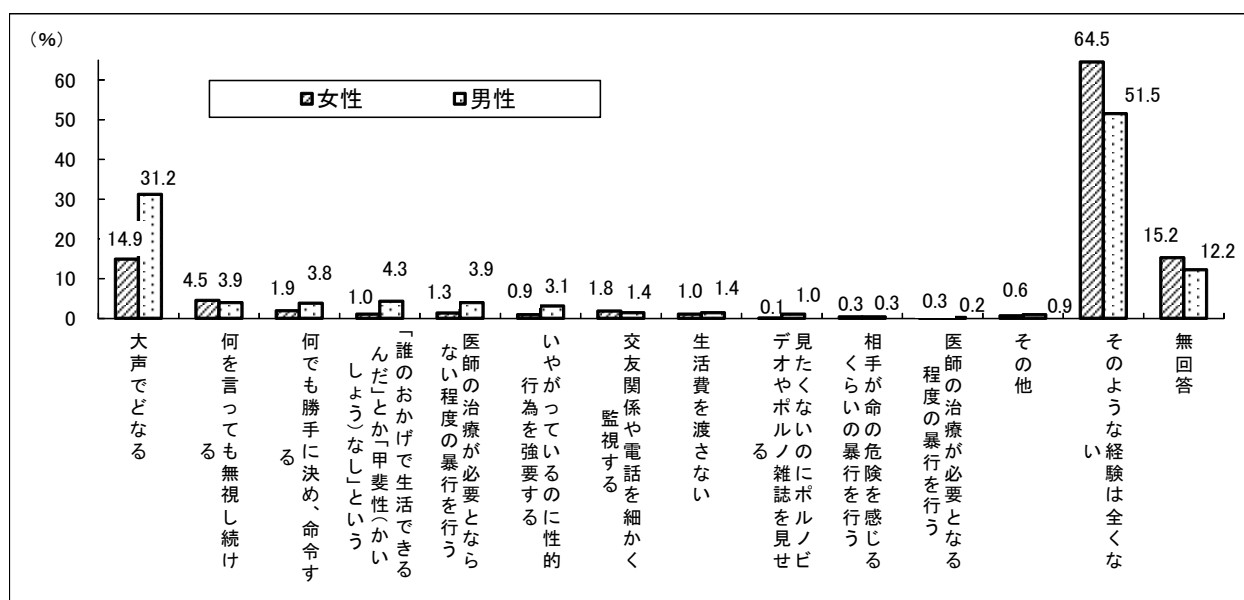 （%）
60
50
40
30
20
10
0
女性
男性
14.9
31.2
4.5
3.9
1.9
3.8
1.0
4.3
1.3
3.9
0.9
3.1
1.8
1.4
1.0
1.4
0.1
1.0
0.3
0.3
0.3
0.2
0.6
0.9
64.5
51.5
15.2
12.2
大声でどなる
何を言っても無視し続け
る
何でも勝手に決め、命令す
る
「誰のおかげで生活できる
んだ」とか「甲斐性（かい
しょう）なし」という
医師の治療が必要となら
ない程度の暴行を行う
いやがっているのに性的
行為を強要する
交友関係や電話を細かく
監視する
生活費を渡さない
見たくないのにポルノビ
デオやポルノ雑誌を見せ
る
相手が命の危険を感じる
くらいの暴行を行う
医師の治療が必要となる
程度の暴行を行う
その他
そのような経験は全くな
い
無回答